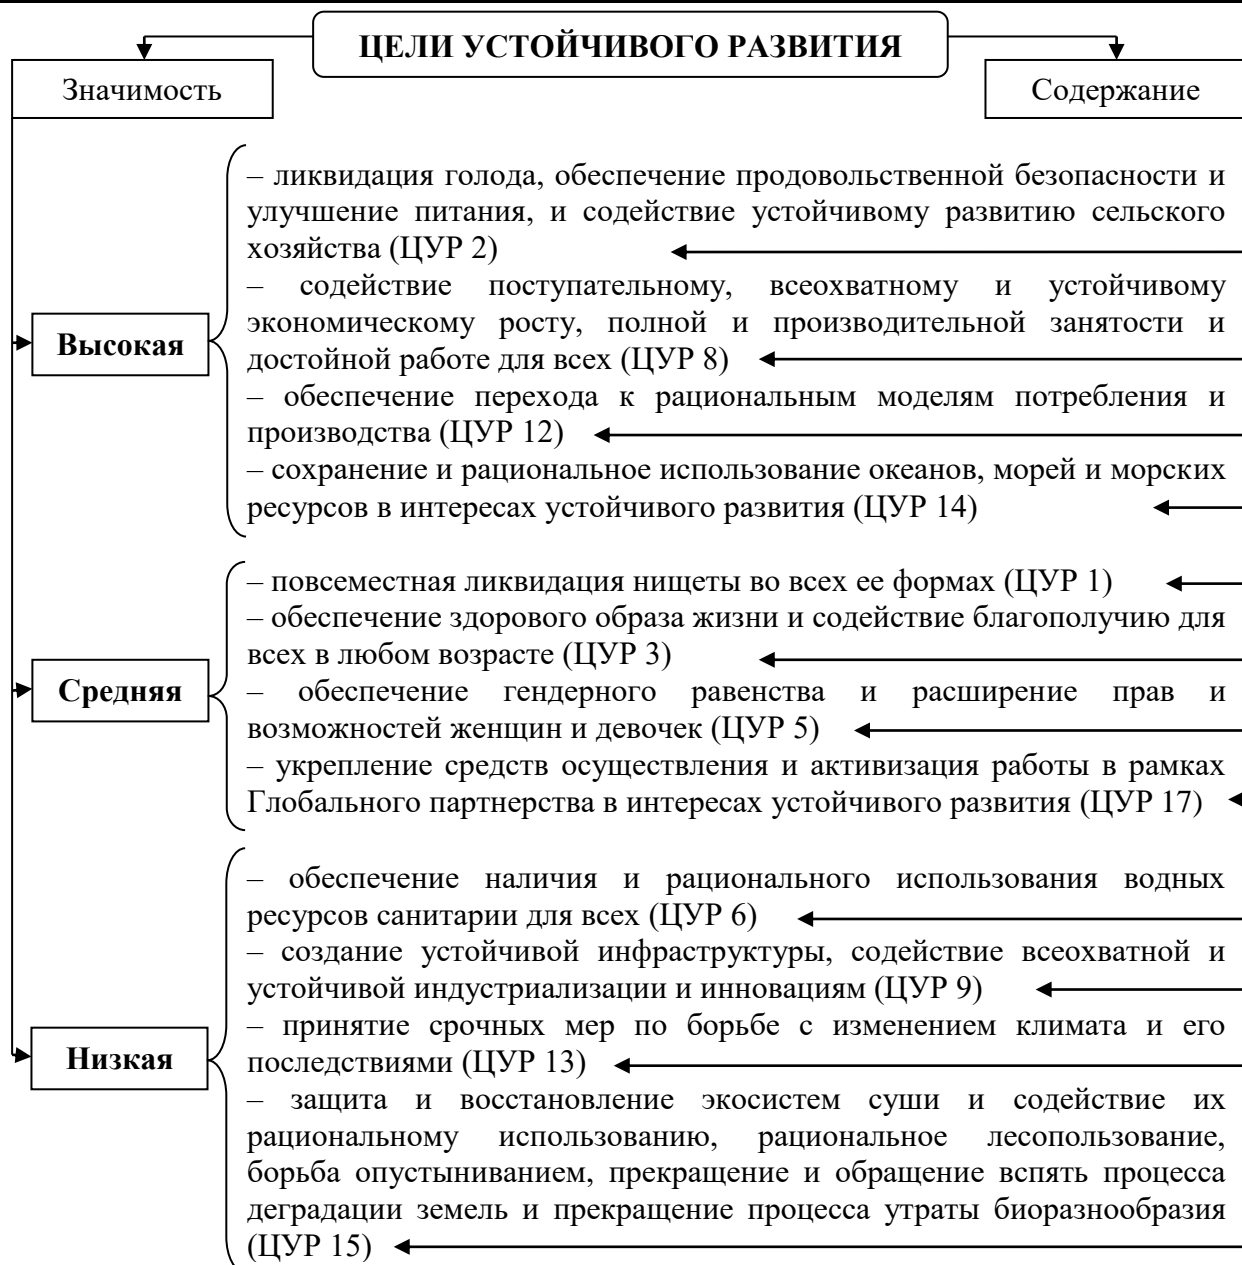 ЦЕЛИ УСТОЙЧИВОГО РАЗВИТИЯ
Значимость
Содержание
– ликвидация голода, обеспечение продовольственной безопасности и
улучшение питания, и содействие устойчивому развитию сельского
хозяйства (ЦУР 2)
– содействие поступательному, всеохватному и устойчивому
экономическому росту, полной и производительной занятости и
достойной работе для всех (ЦУР 8)
Высокая
– обеспечение перехода к рациональным моделям потребления и
производства (ЦУР 12)
– сохранение и рациональное использование океанов, морей и морских
ресурсов в интересах устойчивого развития (ЦУР 14)
– повсеместная ликвидация нищеты во всех ее формах (ЦУР 1)
– обеспечение здорового образа жизни и содействие благополучию для
всех в любом возрасте (ЦУР 3)
Средняя
– обеспечение гендерного равенства и расширение прав и
возможностей женщин и девочек (ЦУР 5)
– укрепление средств осуществления и активизация работы в рамках
Глобального партнерства в интересах устойчивого развития (ЦУР 17)
– обеспечение наличия и рационального использования водных
ресурсов санитарии для всех (ЦУР 6)
– создание устойчивой инфраструктуры, содействие всеохватной и
устойчивой индустриализации и инновациям (ЦУР 9)
– принятие срочных мер по борьбе с изменением климата и его
последствиями (ЦУР 13)
Низкая
– защита и восстановление экосистем суши и содействие их
рациональному использованию, рациональное лесопользование,
борьба опустыниванием, прекращение и обращение вспять процесса
деградации земель и прекращение процесса утраты биоразнообразия
(ЦУР 15)